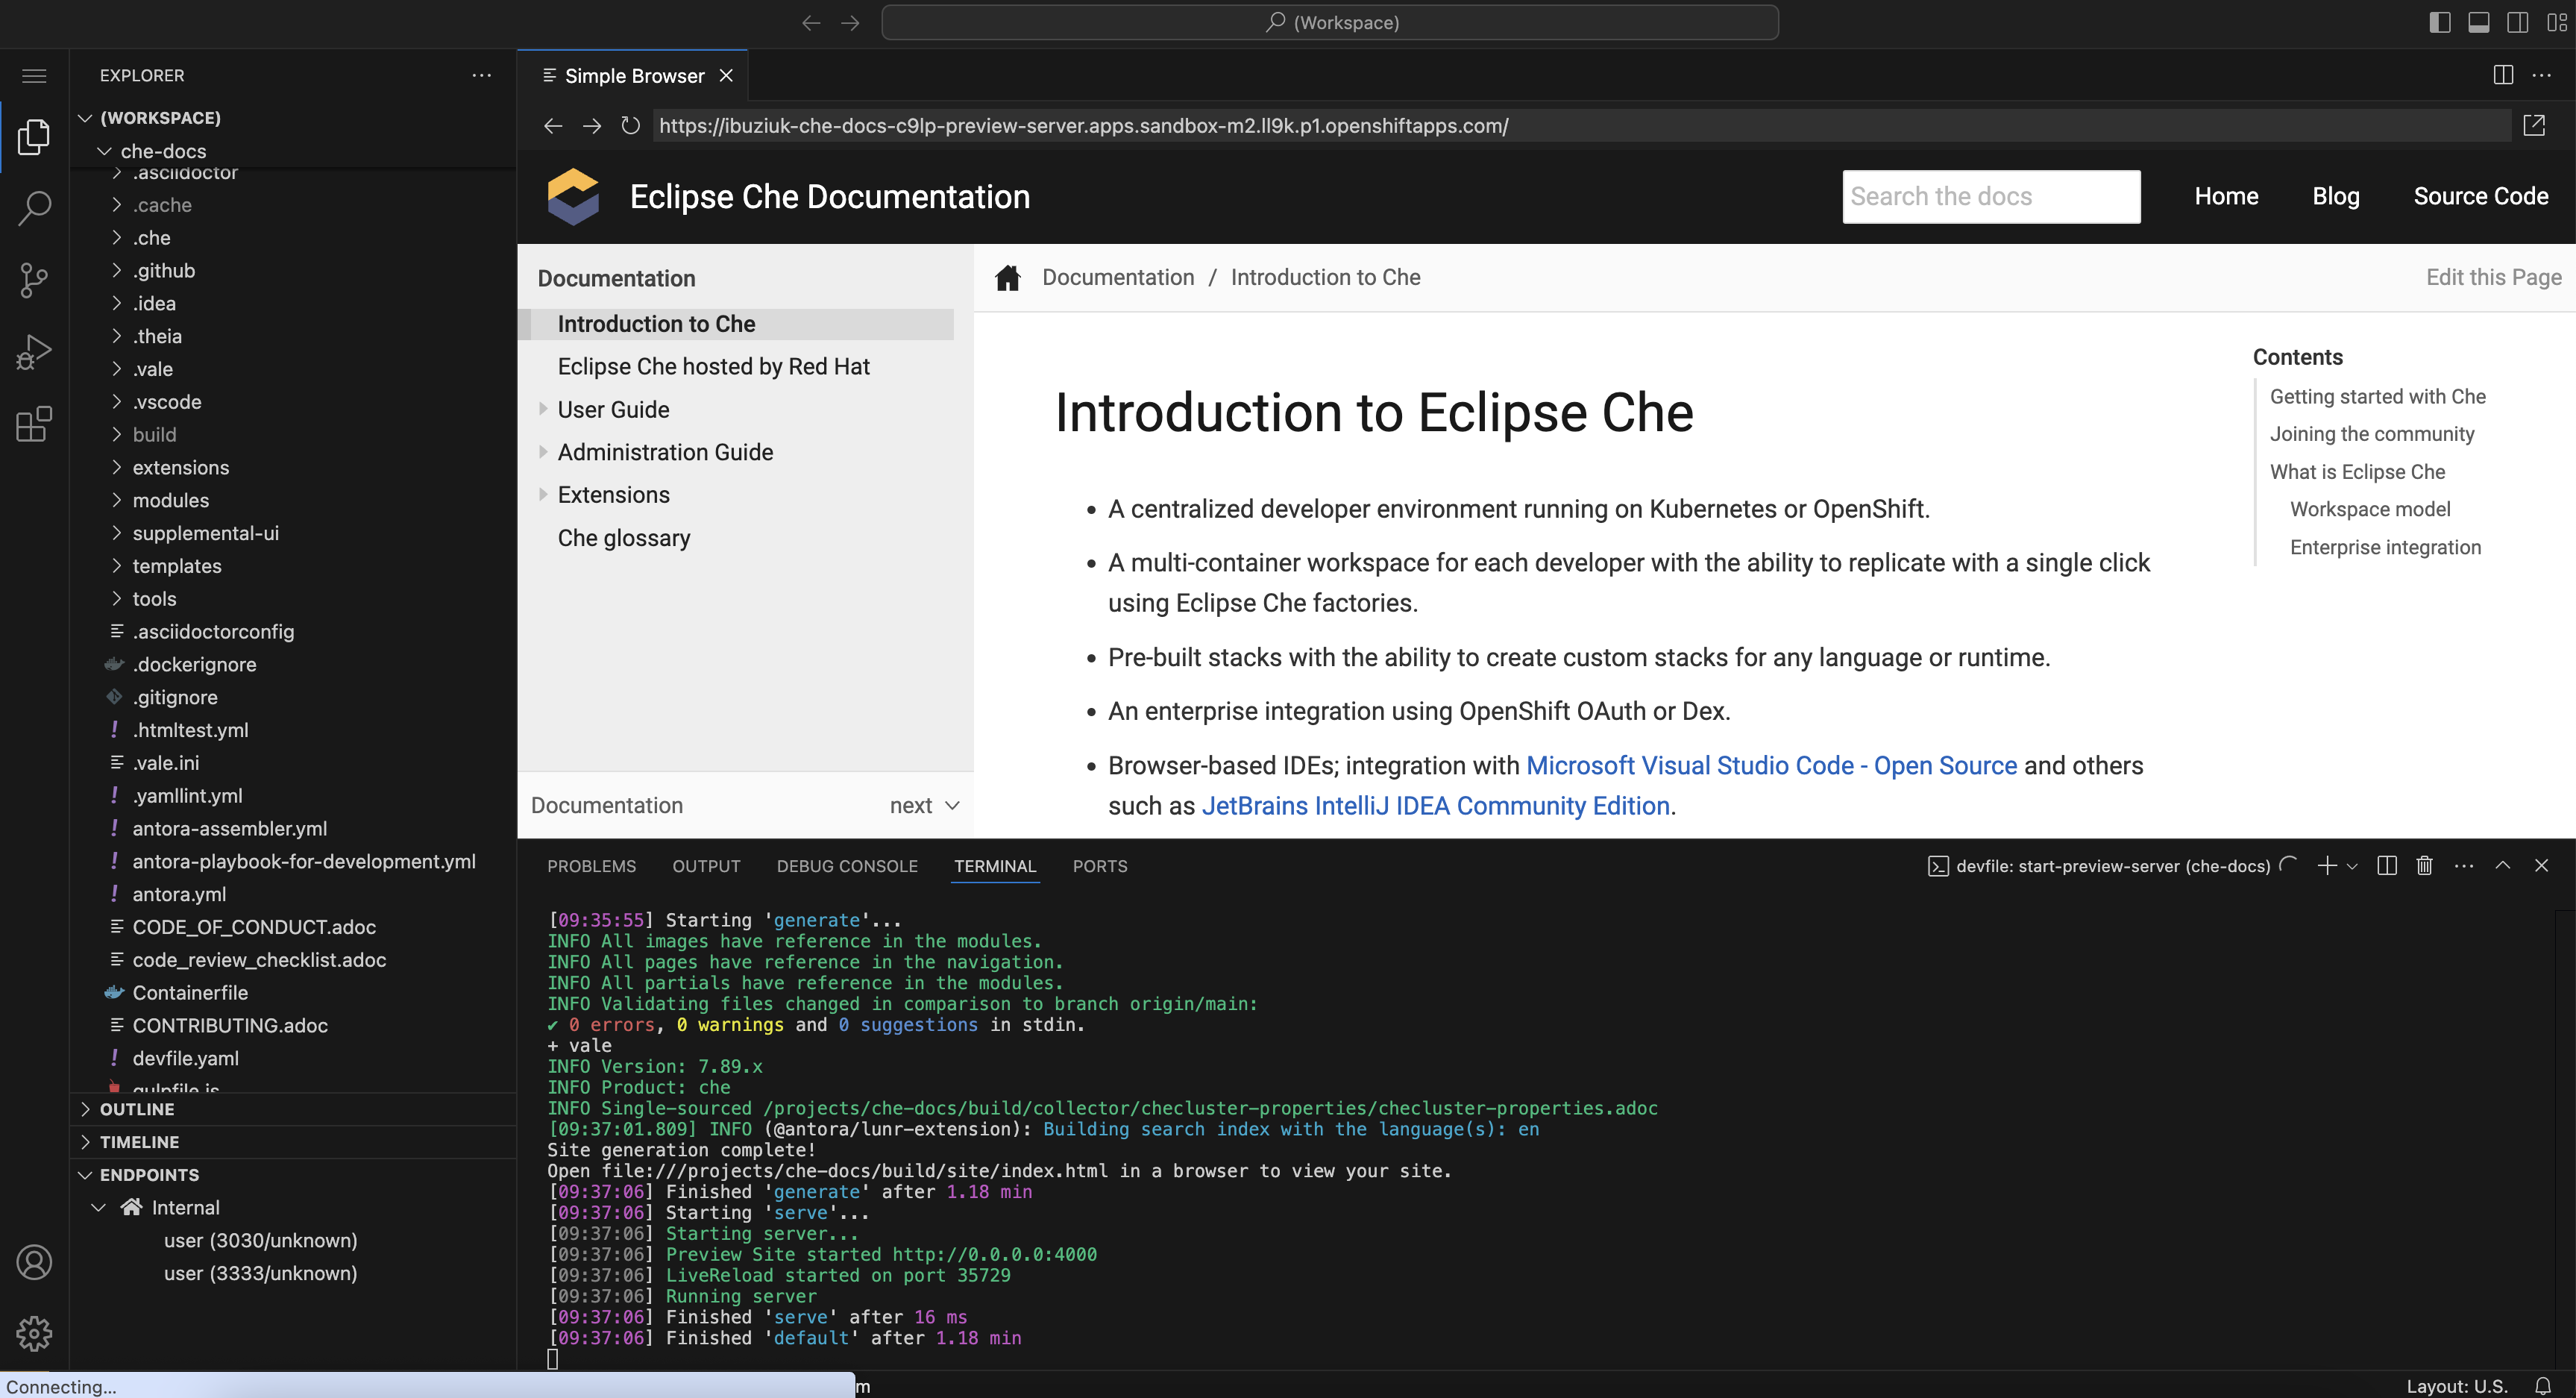 (Workspace)
EXPLORER
(WORKSPACE)
che-docs
.asciidoctor
.cache
.che
.github
.idea
.theia
.vale
.vscode
build
extensions
modules
supplemental-ui
templates
tools
.asciidoctorconfig
.dockerignore
.gitignore
.htmltest.yml
.vale.ini
.yamllint.yml
antora-assembler.yml
antora-playbook-for-development.yml
antora.yml
CODE_OF_CONDUCT.adoc
code_review_checklist.adoc
Containerfile
CONTRIBUTING.adoc
devfile.yaml
gulpfile.js
OUTLINE
TIMELINE
ENDPOINTS
Internal
user (3030/unknown)
user (3333/unknown)
Simple Browser
https://ibuziuk-che-docs-c9lp-preview-server.apps.sandbox-m2.ll9k.p1.openshiftapps.com/
Eclipse Che Documentation
Search the docs
Home
Blog
Source Code
Documentation
Introduction to Che
Eclipse Che hosted by Red Hat
User Guide
Administration Guide
Extensions
Che glossary
Documentation next
Documentation / Introduction to Che
Edit this Page
Introduction to Eclipse Che
• A centralized developer environment running on Kubernetes or OpenShift.
• A multi-container workspace for each developer with the ability to replicate with a single click
using Eclipse Che factories.
• Pre-built stacks with the ability to create custom stacks for any language or runtime.
• An enterprise integration using OpenShift OAuth or Dex.
• Browser-based IDEs; integration with Microsoft Visual Studio Code - Open Source and others
such as JetBrains IntelliJ IDEA Community Edition.
Contents
Getting started with Che
Joining the community
What is Eclipse Che
Workspace model
Enterprise integration
PROBLEMS
OUTPUT
DEBUG CONSOLE
TERMINAL
PORTS
devfile: start-preview-server (che-docs)
[09:35:55] Starting 'generate'...
INFO All images have reference in the modules.
INFO All pages have reference in the navigation.
INFO All partials have reference in the modules.
INFO Validating files changed in comparison to branch origin/main:
✔ 0 errors, 0 warnings and 0 suggestions in stdin.
+ vale
INFO Version: 7.89.x
INFO Product: che
INFO Single-sourced /projects/che-docs/build/collector/checluster-properties/checluster-properties.adoc
[09:37:01.809] INFO (@antora/lunr-extension): Building search index with the language(s): en
Site generation complete!
Open file:///projects/che-docs/build/site/index.html in a browser to view your site.
[09:37:06] Finished 'generate' after 1.18 min
[09:37:06] Starting 'serve'...
[09:37:06] Starting server...
[09:37:06] Preview Site started http://0.0.0.0:4000
[09:37:06] LiveReload started on port 35729
[09:37:06] Running server
[09:37:06] Finished 'serve' after 16 ms
[09:37:06] Finished 'default' after 1.18 min
Connecting...
m
Layout: U.S.